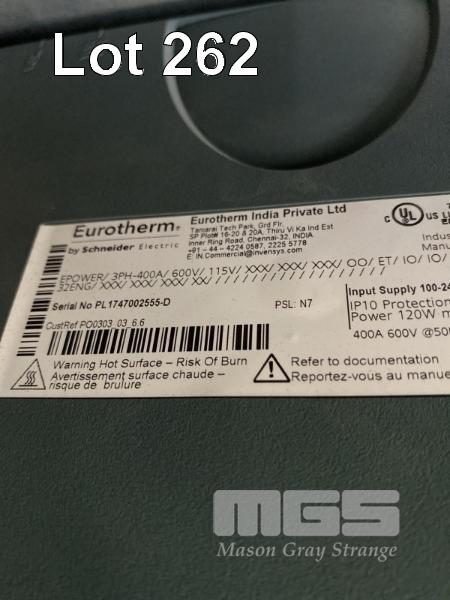 Lot 262
Eurotherm
by Schneider Electric
Eurotherm India Private Ltd
Tamarai Tech Park, Grd Flr,
SP Plot# 16-20 & 20A, Thiru Vi Ka Ind Est
Inner Ring Road, Chennai-32, INDIA
+91 – 44- 4224 0587, 2225 5778
E: IN.Commercial@invensys.com
C UL US
Indus
Manu
EPOWER/ 3PH-400A/ 600V/ 115V/ XXX/ XXX/ XXX/ OO/ ET/ IO/ IO/
32ENG/ XXX/
Serial No PL1747002555-D
PSL: N7
CustRef PO0303_03_6.6
Input Supply 100-24
IP10 Protection
Power 120W m
400A 600V @50
Warning Hot Surface – Risk Of Burn
Avertissement surface chaude –
risque de brulure
Refer to documentation
Reportez-vous au manue
MGS
Mason Gray Strange